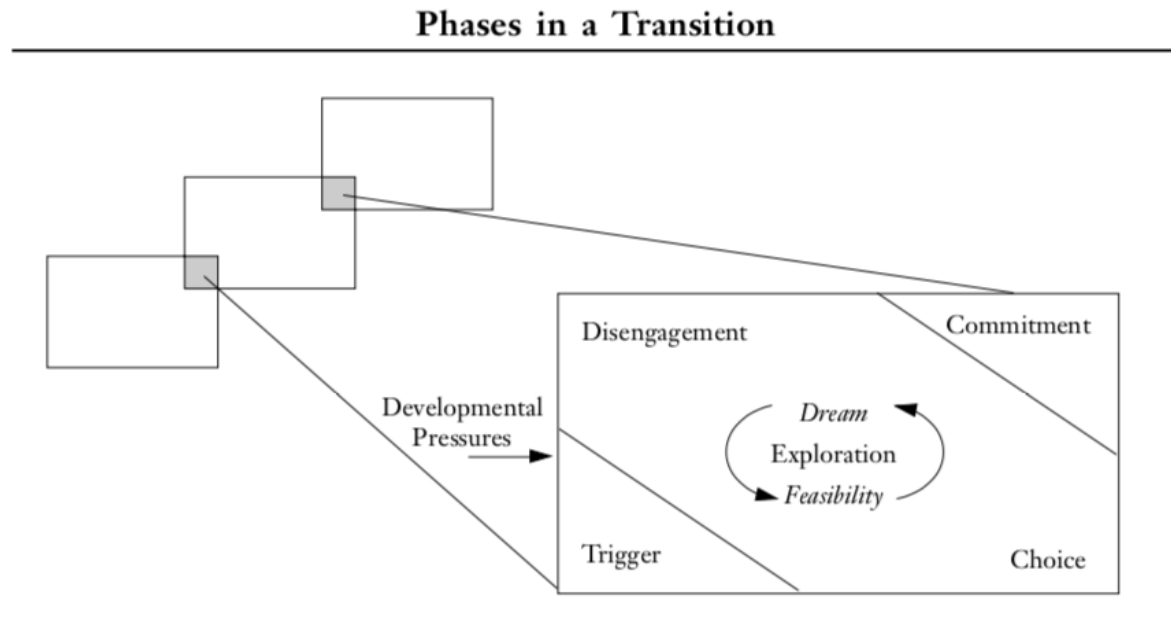 Phases in a Transition
Disengagement
Commitment
Developmental
Pressures
Dream
Exploration
Feasibility
Trigger
Choice